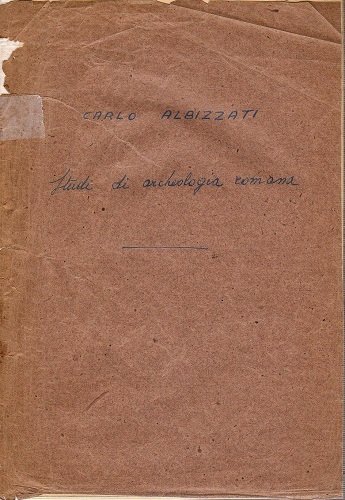 CARLO ALBIZZATI
Studi di archeologia romana